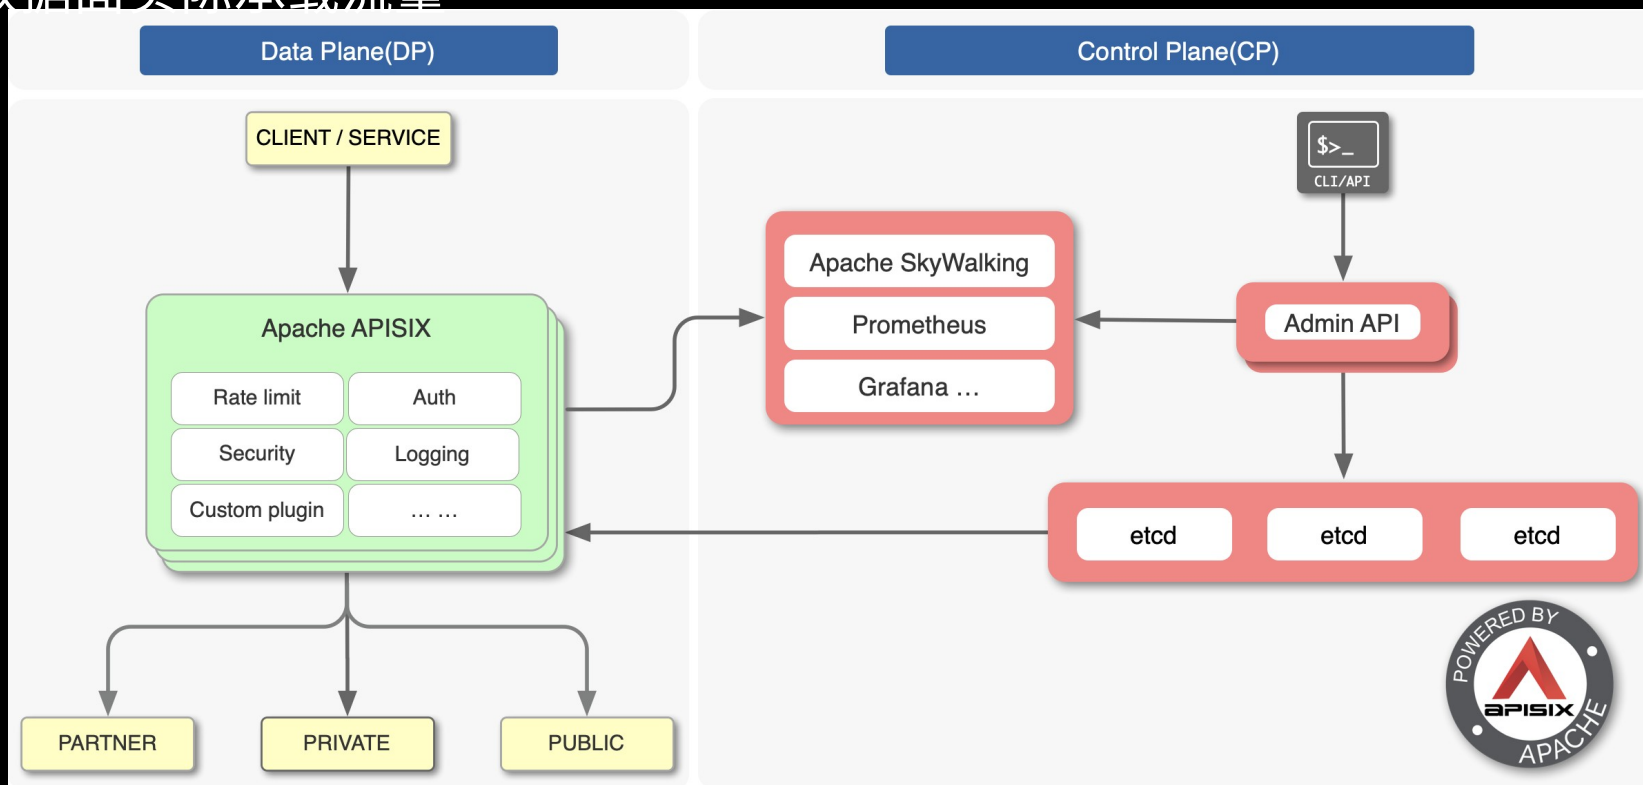 Data Plane(DP)
Control Plane(CP)
CLIENT / SERVICE
$>_
CLI/API
Apache SkyWalking
Prometheus
Grafana ...
Admin API
Apache APISIX
Rate limit
Auth
Security
Logging
Custom plugin
... ...
etcd
etcd
etcd
PARTNER
PRIVATE
PUBLIC
POWERED BY
APISIX
APACHE